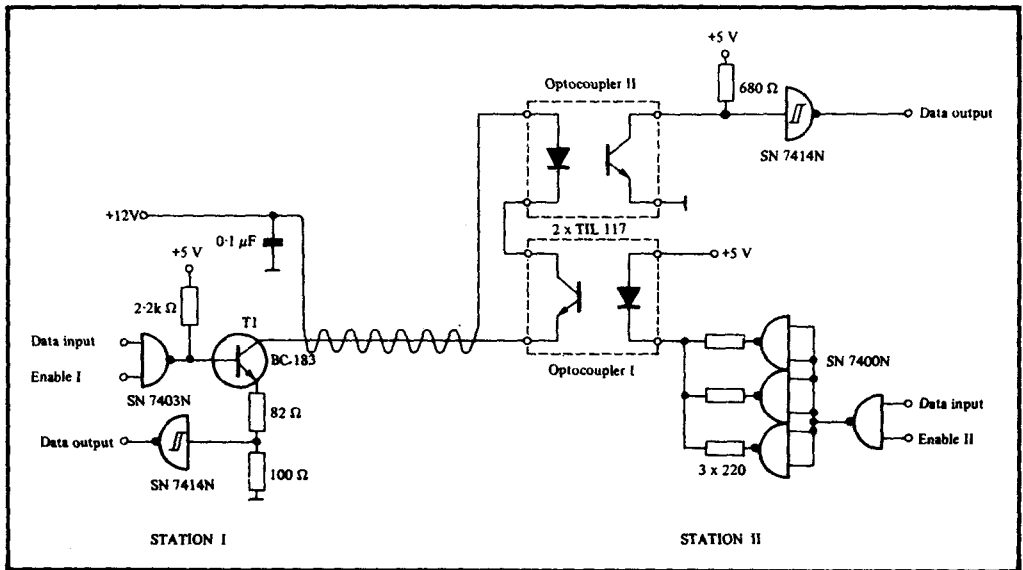 +5 V
Optocoupler II
680 Ω
Data output
SN 7414N
+12V
0·1 µF
2 x TIL 117
+5 V
+5 V
2·2k Ω
T1
Data input
BC 183
Optocoupler I
SN 7400N
Enable I
SN 7403N
82 Ω
Data input
Data output
Enable II
100 Ω
3 x 220
SN 7414N
STATION I
STATION II